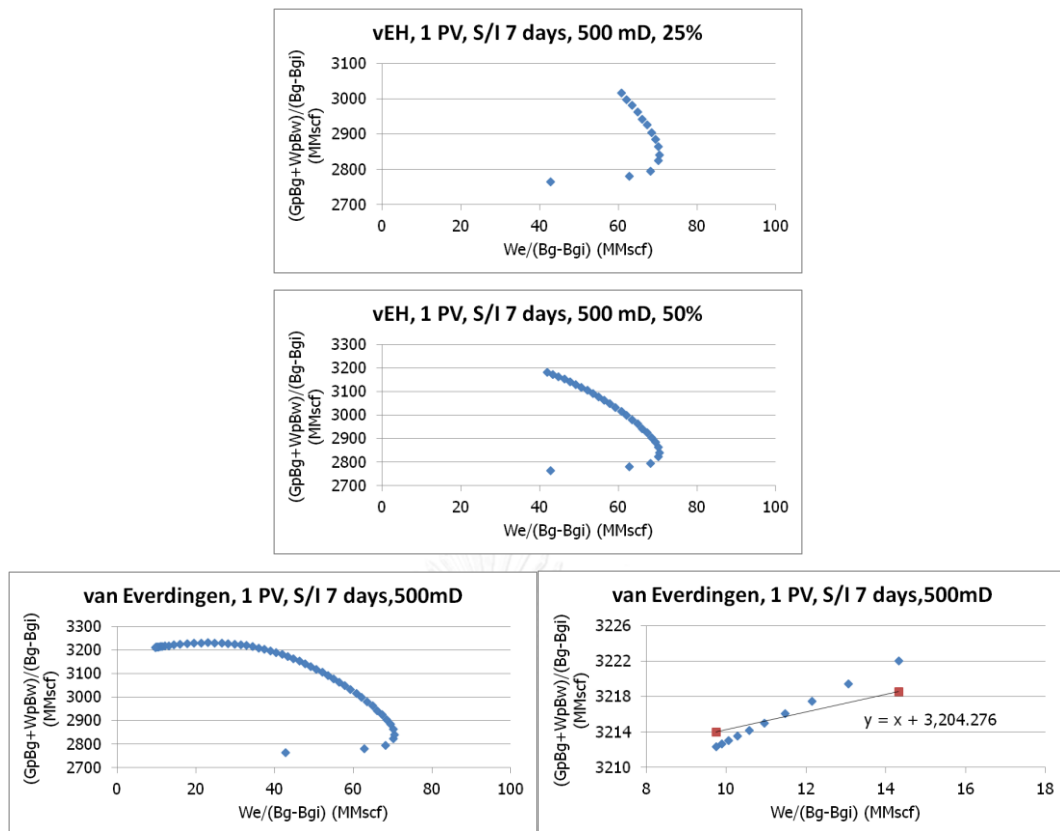 vEH, 1 PV, S/I 7 days, 500 mD, 25%
(GpBg+WpBw)/(Bg-Bgi)
(MMscf)
3100
3000
2900
2800
2700
0 20 40 60 80 100
We/(Bg-Bgi) (MMscf)
vEH, 1 PV, S/I 7 days, 500 mD, 50%
(GpBg+WpBw)/(Bg-Bgi)
(MMscf)
3300
3200
3100
3000
2900
2800
2700
0 20 40 60 80 100
We/(Bg-Bgi) (MMscf)
van Everdingen, 1 PV, S/I 7 days,500mD
(GpBg+WpBw)/(Bg-Bgi)
(MMscf)
3300
3200
3100
3000
2900
2800
2700
0 20 40 60 80 100
We/(Bg-Bgi) (MMscf)
van Everdingen, 1 PV, S/I 7 days,500mD
(GpBg+WpBw)/(Bg-Bgi)
(MMscf)
3226
3222
3218
3214
3210
y = x + 3,204.276
8 10 12 14 16 18
We/(Bg-Bgi) (MMscf)